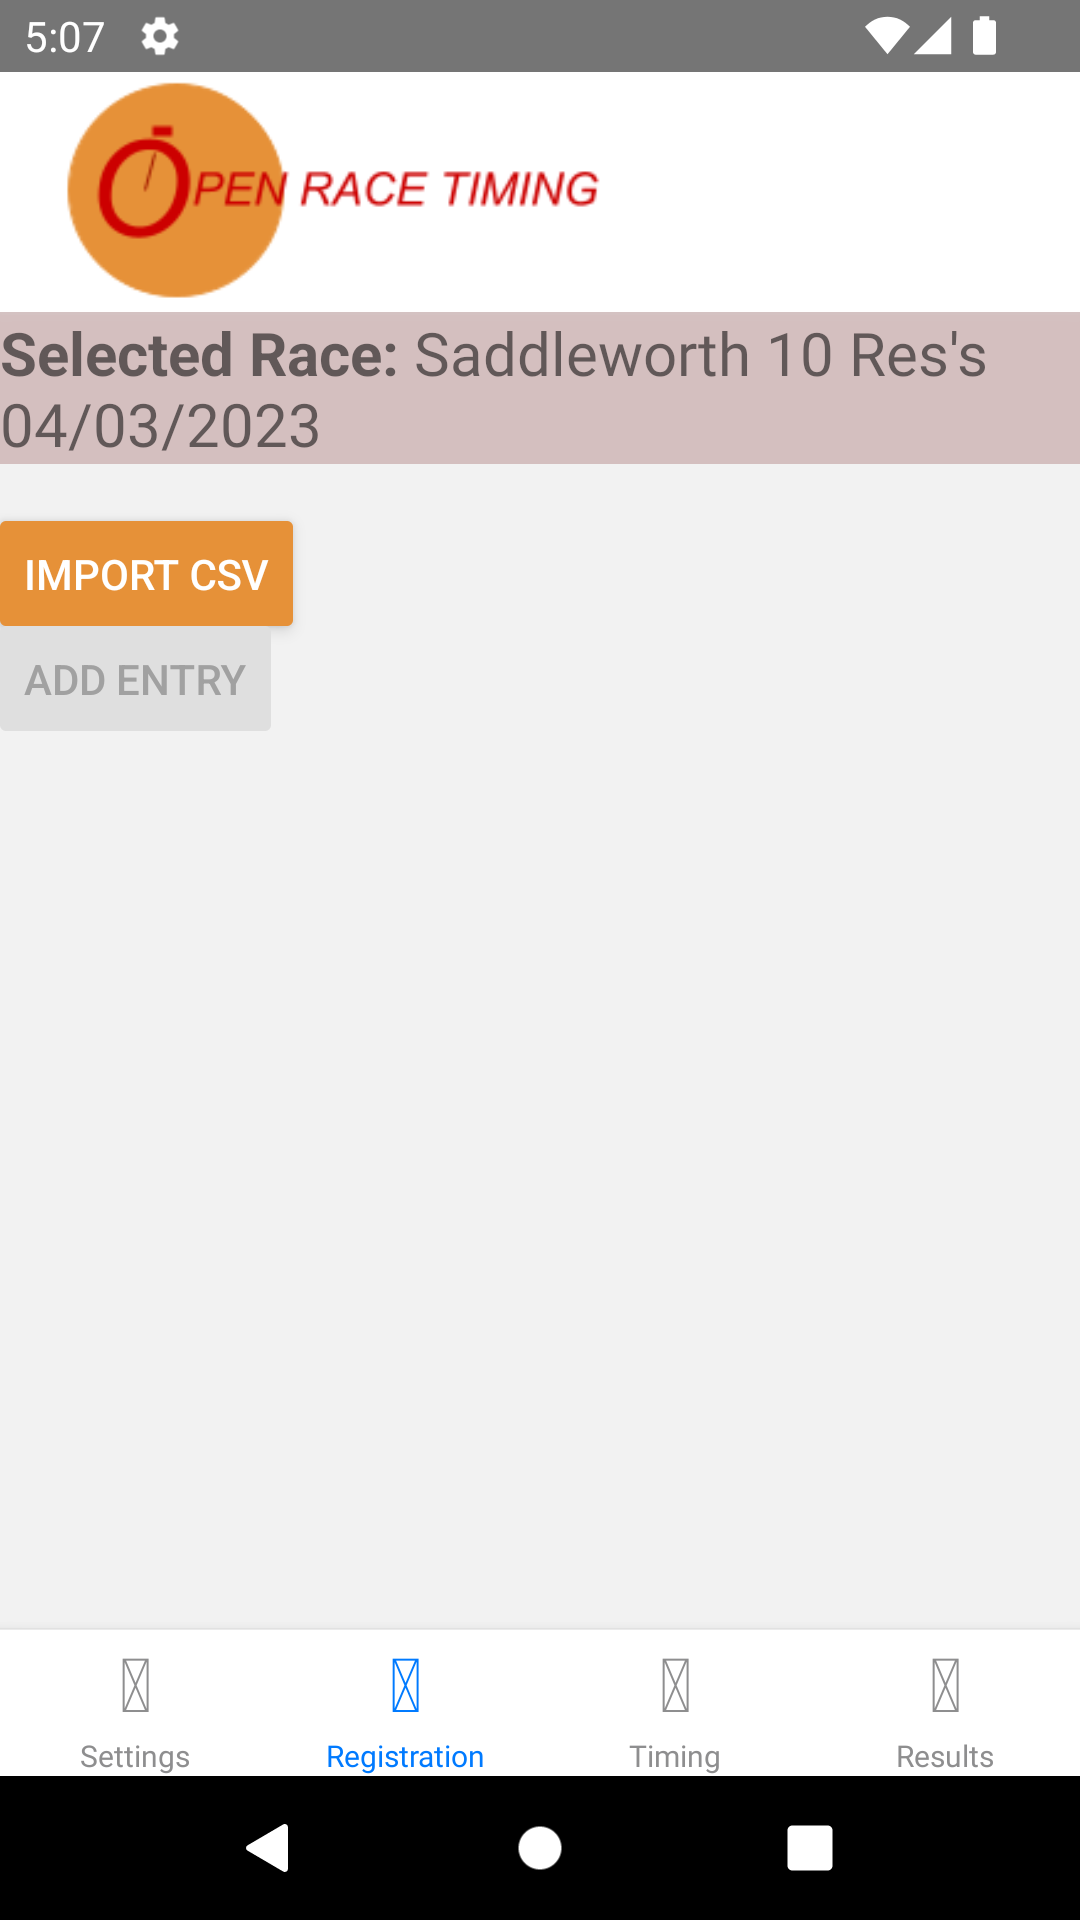 5:07
OPEN RACE TIMING
Selected Race: Saddleworth 10 Res's
04/03/2023
IMPORT CSV
ADD ENTRY
Settings
Registration
Timing
Results